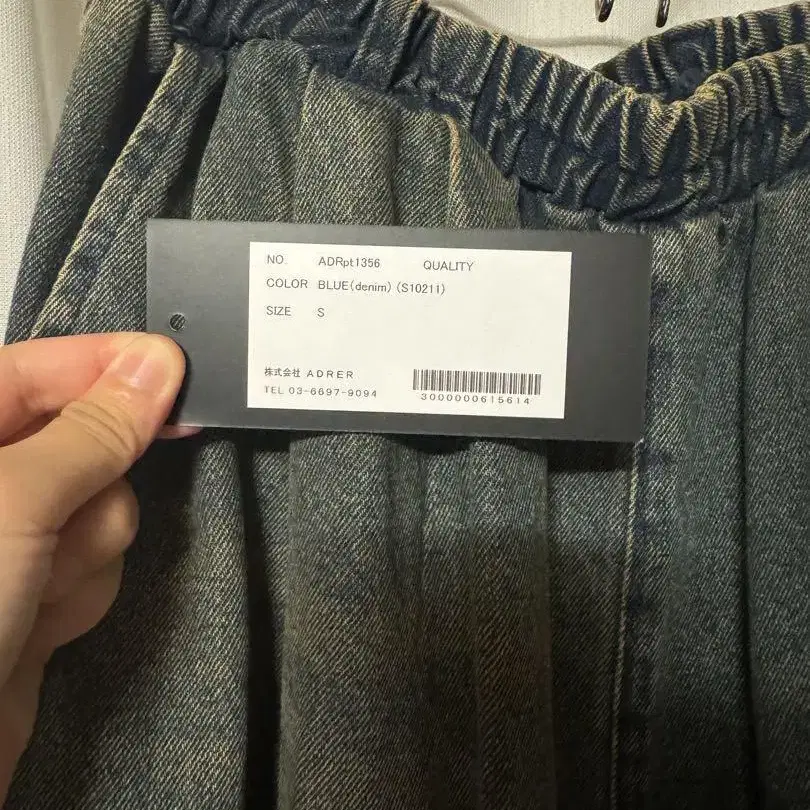 NO. ADRpt1356 QUALITY
COLOR BLUE(denim) (S10211)
SIZE S
株式会社 ADRER
TEL 03-6697-9094
3000000615614